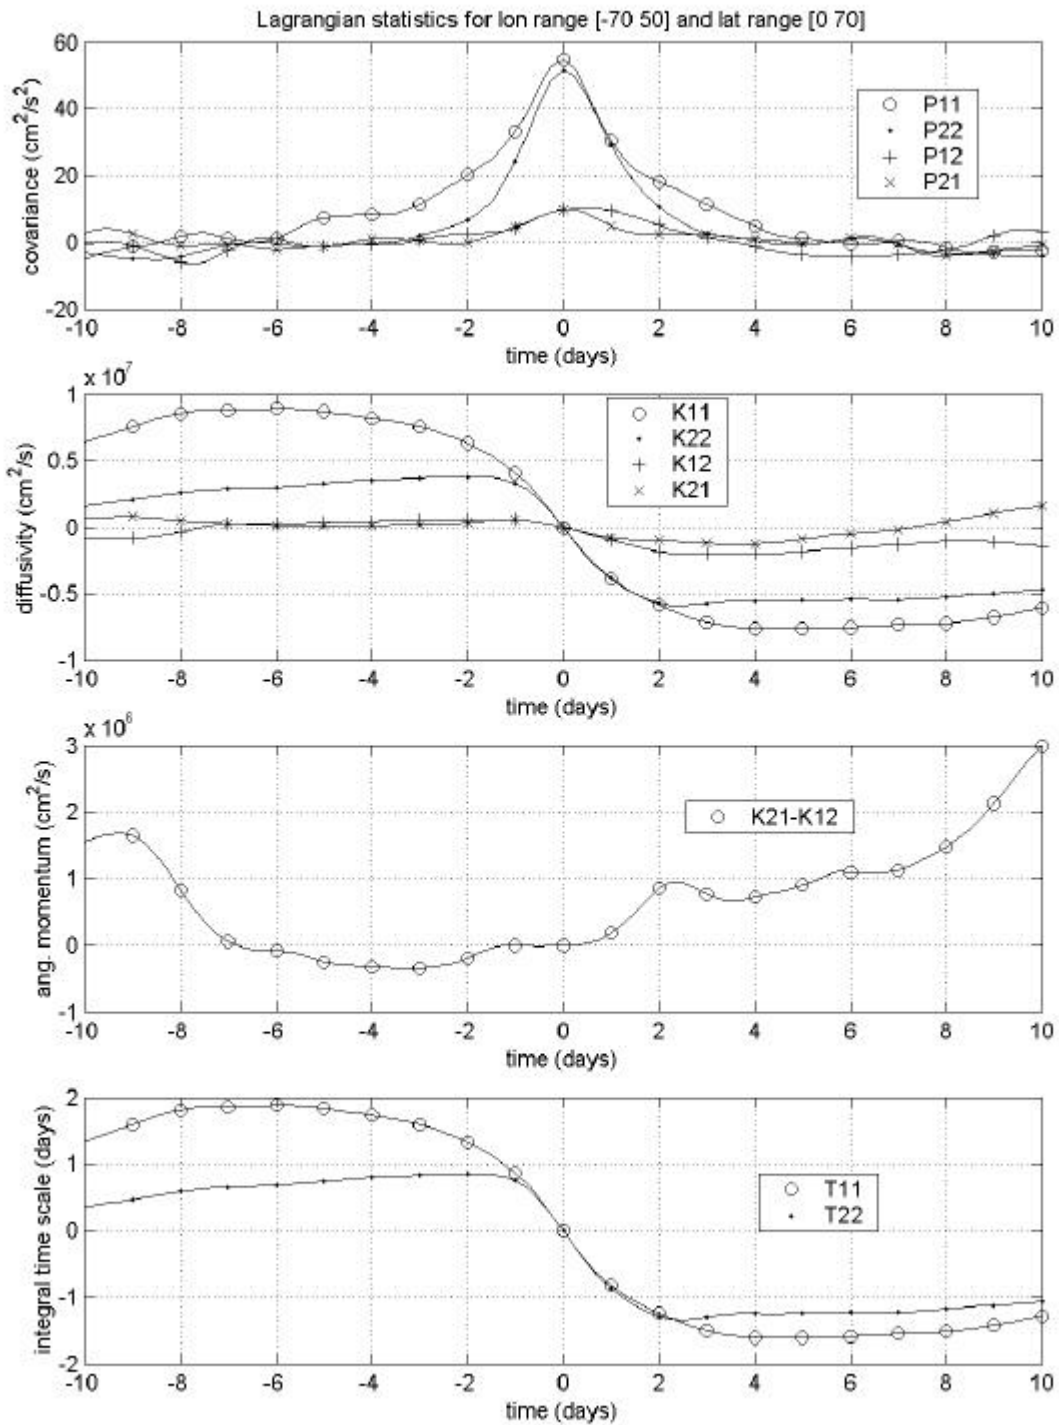 Lagrangian statistics for lon range [-70 50] and lat range [0 70]
60
40
20
0
-20
covariance (cm²/s²)
P11
P22
P12
P21
-10 -8 -6 -4 -2 0 2 4 6 8 10
time (days)
x 10⁷
1
0.5
0
-0.5
-1
diffusivity (cm²/s)
K11
K22
K12
K21
-10 -8 -6 -4 -2 0 2 4 6 8 10
time (days)
x 10⁶
3
2
1
0
-1
ang. momentum (cm²/s)
K21-K12
-10 -8 -6 -4 -2 0 2 4 6 8 10
time (days)
2
1
0
-1
-2
integral time scale (days)
T11
T22
-10 -8 -6 -4 -2 0 2 4 6 8 10
time (days)